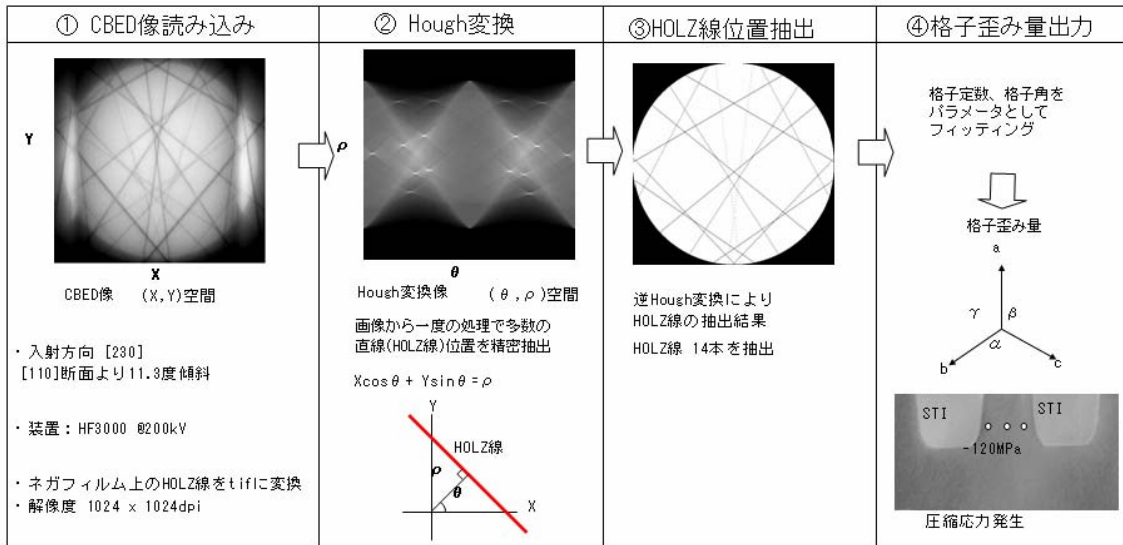 ① CBED像読み込み
Y
X
CBED像 (X,Y)空間
・入射方向 [230]
[110]断面より11.3度傾斜
・装置：HF3000 @200kV
・ネガフィルム上のHOLZ線をtifに変換
・解像度 1024 x 1024dpi
② Hough変換
ρ
θ
Hough変換像 (θ,ρ)空間
画像から一度の処理で多数の
直線(HOLZ線)位置を精密抽出
Xcosθ + Ysinθ = ρ
Y
HOLZ線
ρ
θ
X
③HOLZ線位置抽出
逆Hough変換により
HOLZ線の抽出結果
HOLZ線 14本を抽出
④格子歪み量出力
格子定数、格子角を
パラメータとして
フィッティング
格子歪み量
a
γ β
α
b c
STI STI
-120MPa
圧縮応力発生